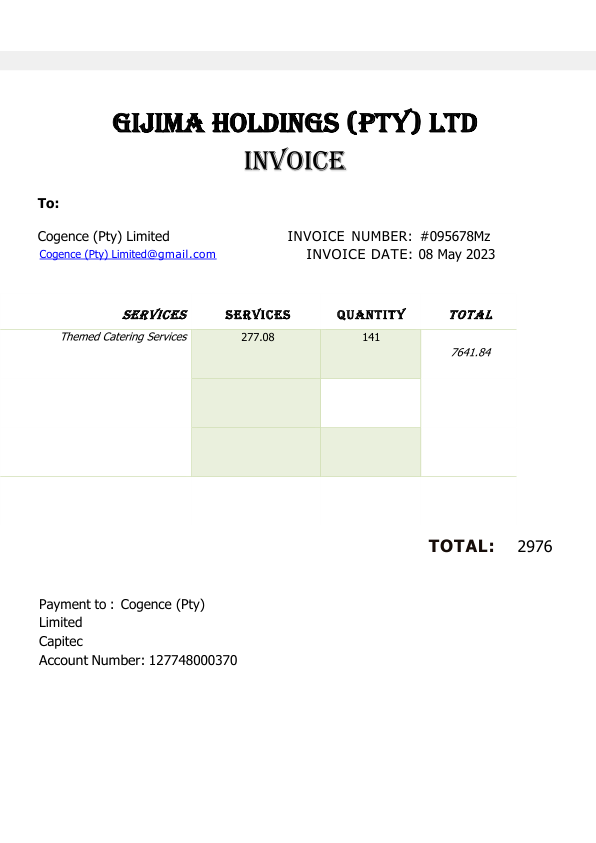 GIJIMA HOLDINGS (PTY) LTD
INVOICE
To:
Cogence (Pty) Limited INVOICE NUMBER: #095678Mz
Cogence (Pty) Limited@gmail.com INVOICE DATE: 08 May 2023
SERVICES SERVICES QUANTITY TOTAL
Themed Catering Services 277.08 141
7641.84
TOTAL: 2976
Payment to : Cogence (Pty)
Limited
Capitec
Account Number: 127748000370